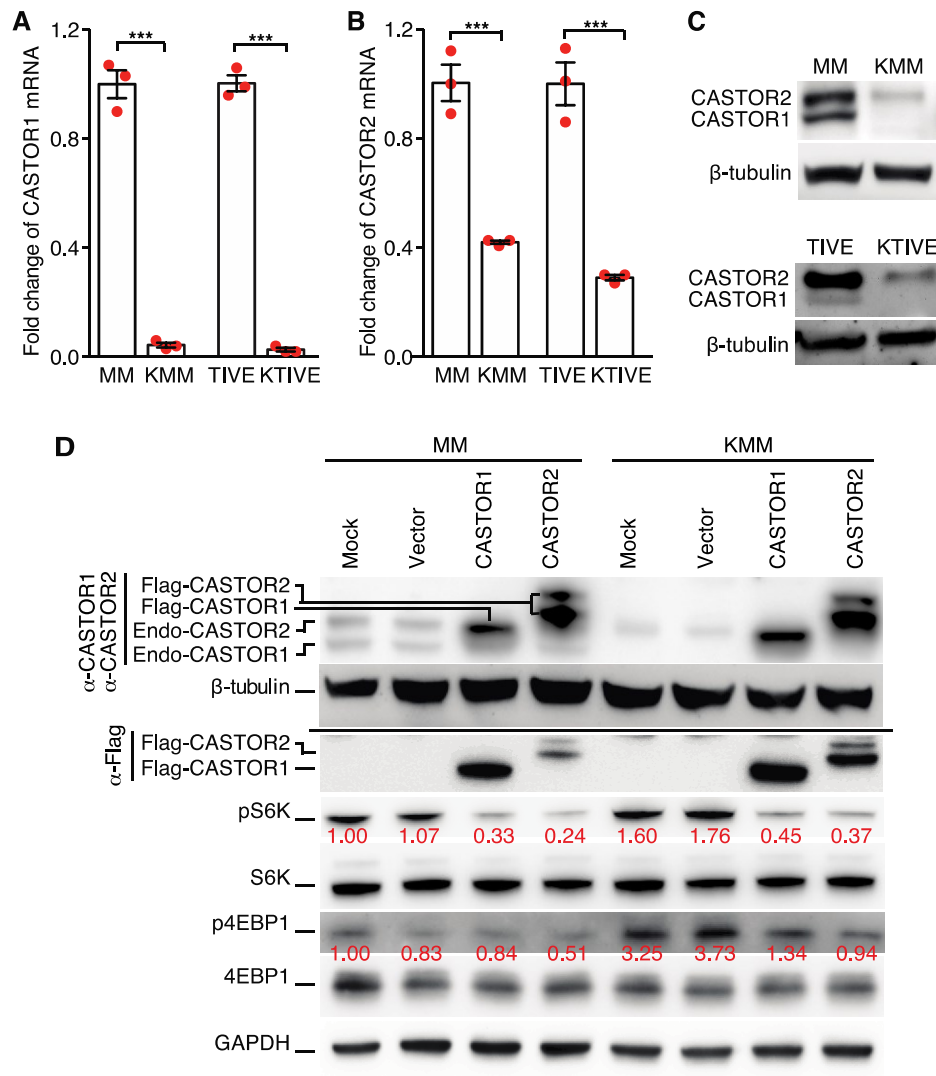 A
Fold change of CASTOR1 mRNA
1.2
0.8
0.4
0.0
***
***
MM KMM TIVE KTIVE
B
Fold change of CASTOR2 mRNA
1.2
0.8
0.4
0.0
***
***
MM KMM TIVE KTIVE
C
MM KMM
CASTOR2
CASTOR1
β-tubulin
TIVE KTIVE
CASTOR2
CASTOR1
β-tubulin
D
MM KMM
Mock Vector CASTOR1 CASTOR2 Mock Vector CASTOR1 CASTOR2
α-CASTOR1
α-CASTOR2
Flag-CASTOR2
Flag-CASTOR1
Endo-CASTOR2
Endo-CASTOR1
β-tubulin
α-Flag
Flag-CASTOR2
Flag-CASTOR1
pS6K
1.00 1.07 0.33 0.24 1.60 1.76 0.45 0.37
S6K
p4EBP1
1.00 0.83 0.84 0.51 3.25 3.73 1.34 0.94
4EBP1
GAPDH